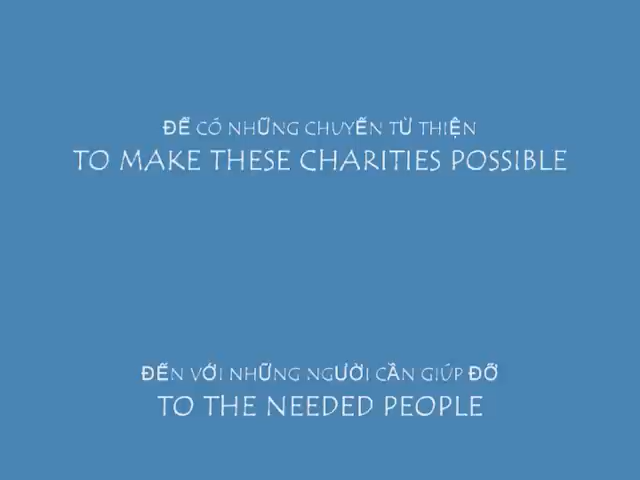 ĐỂ CÓ NHỮNG CHUYẾN TỪ THIỆN
TO MAKE THESE CHARITIES POSSIBLE
ĐẾN VỚI NHỮNG NGƯỜI CẦN GIÚP ĐỠ
TO THE NEEDED PEOPLE